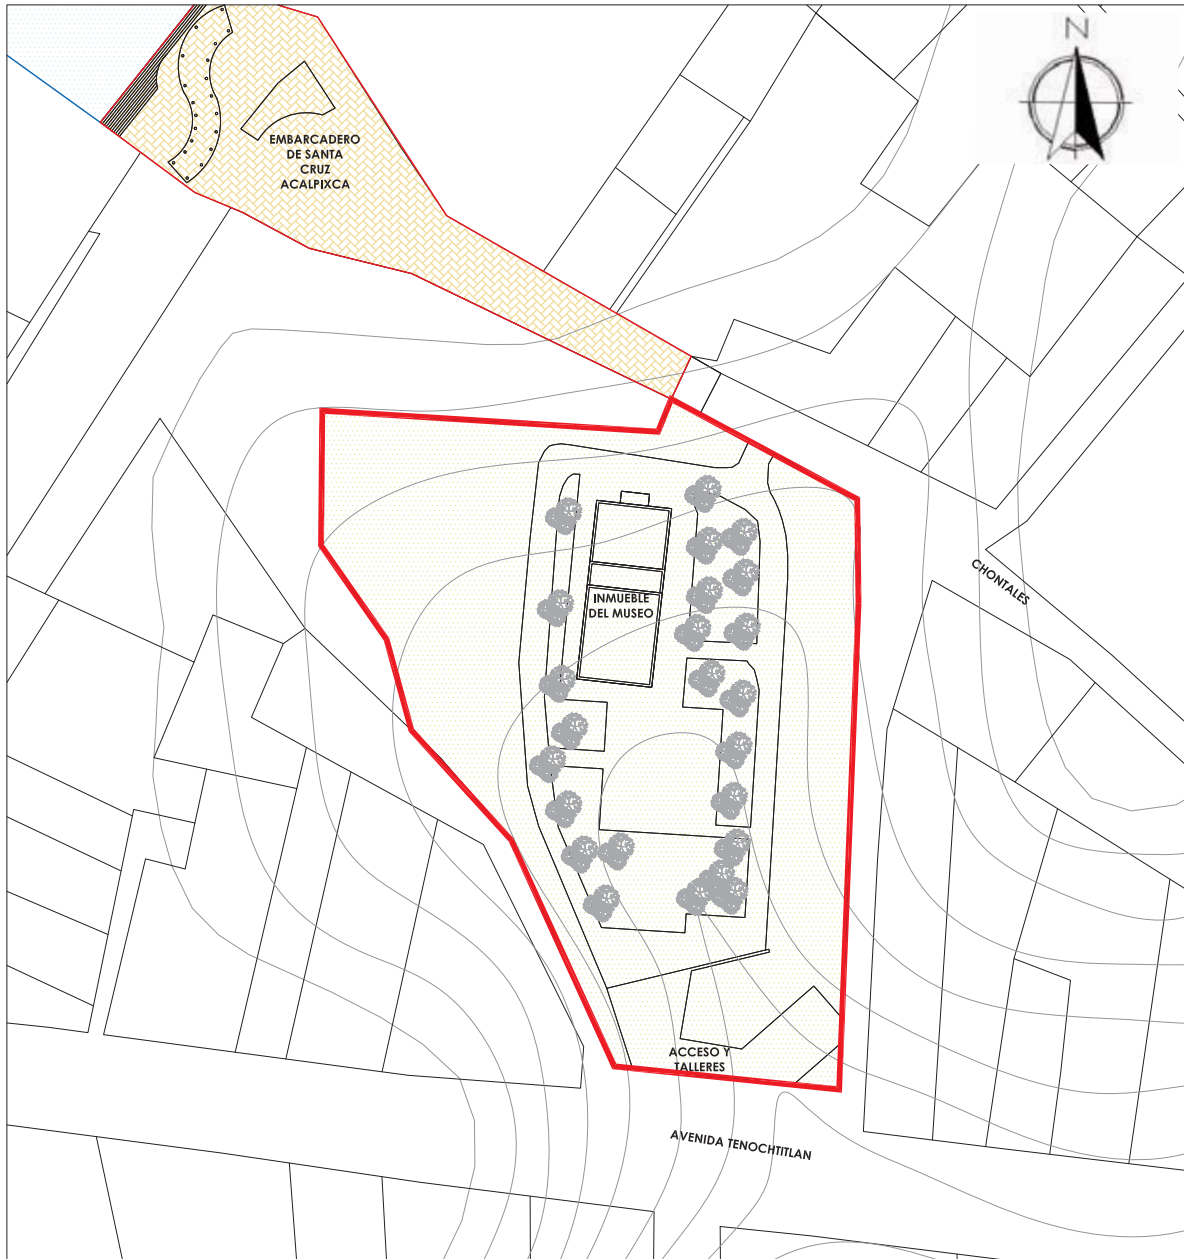 N
EMBARCADERO
DE SANTA
CRUZ
ACALPIXCA
CHONTALES
INMUEBLE
DEL MUSEO
ACCESO Y
TALLERES
AVENIDA TENOCHTITLAN